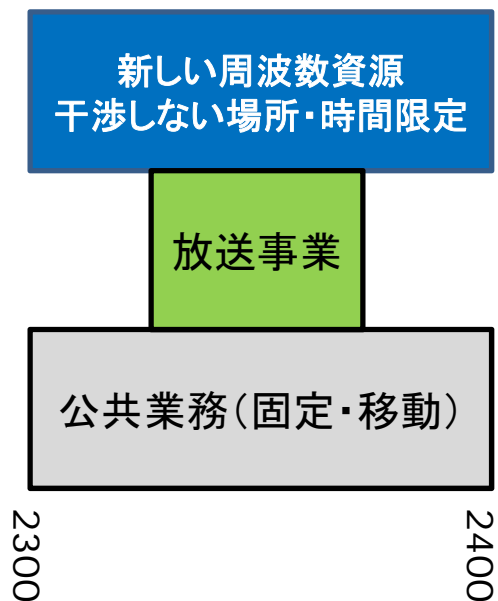 新しい周波数資源
干渉しない場所・時間限定
放送事業
公共業務(固定・移動)
2300
2400